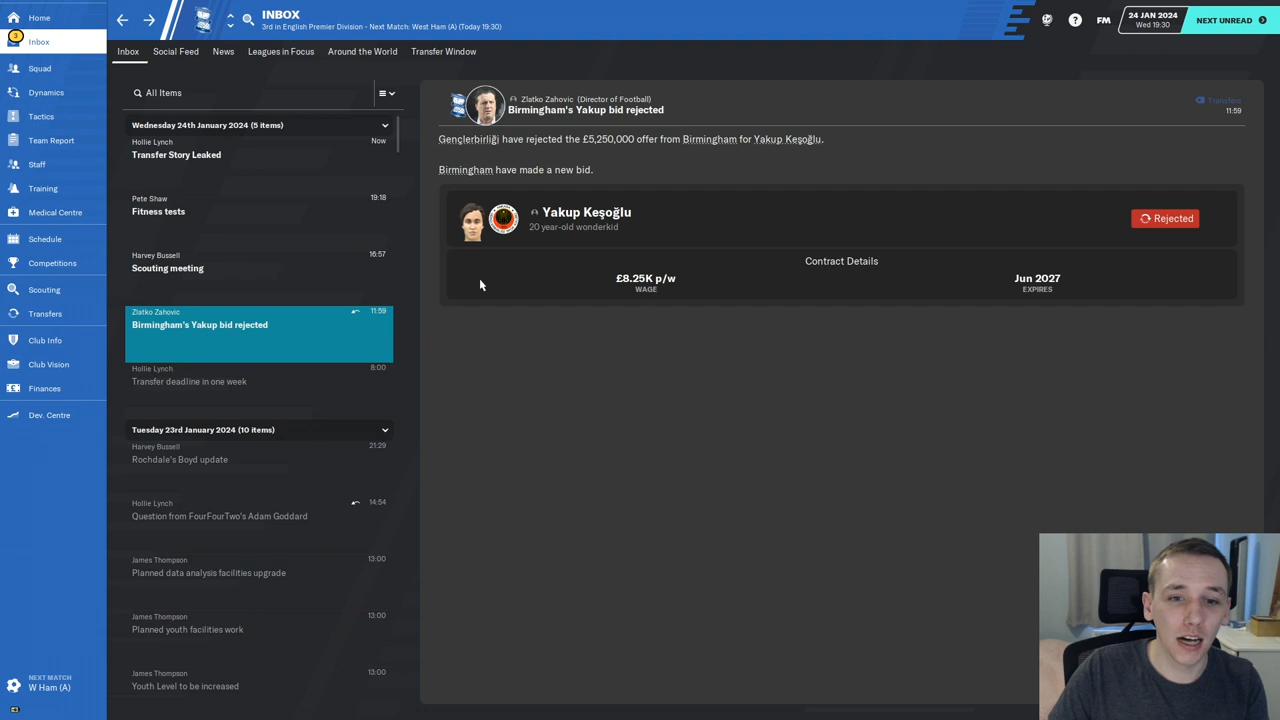 Home
3
Inbox
Squad
Dynamics
Tactics
Team Report
Staff
Training
Medical Centre
Schedule
Competitions
Scouting
Transfers
Club Info
Club Vision
Finances
Dev. Centre
NEXT MATCH
W Ham (A)
INBOX
3rd in English Premier Division - Next Match: West Ham (A) (Today 19:30)
?
FM
24 JAN 2024
Wed 19:30
NEXT UNREAD
Inbox
Social Feed
News
Leagues in Focus
Around the World
Transfer Window
All Items
Wednesday 24th January 2024 (5 items)
Hollie Lynch
Now
Transfer Story Leaked
Pete Shaw
19:18
Fitness tests
Harvey Bussell
16:57
Scouting meeting
Zlatko Zahovic
11:59
Birmingham's Yakup bid rejected
Hollie Lynch
8:00
Transfer deadline in one week
Tuesday 23rd January 2024 (10 items)
Harvey Bussell
21:29
Rochdale's Boyd update
Hollie Lynch
14:54
Question from FourFourTwo's Adam Goddard
James Thompson
13:00
Planned data analysis facilities upgrade
James Thompson
13:00
Planned youth facilities work
James Thompson
13:00
Youth Level to be increased
Zlatko Zahovic (Director of Football)
Birmingham's Yakup bid rejected
Transfers
11:59
Gençlerbirliği have rejected the £5,250,000 offer from Birmingham for Yakup Keşoğlu.
Birmingham have made a new bid.
Yakup Keşoğlu
20 year-old wonderkid
Rejected
Contract Details
£8.25K p/w
WAGE
Jun 2027
EXPIRES